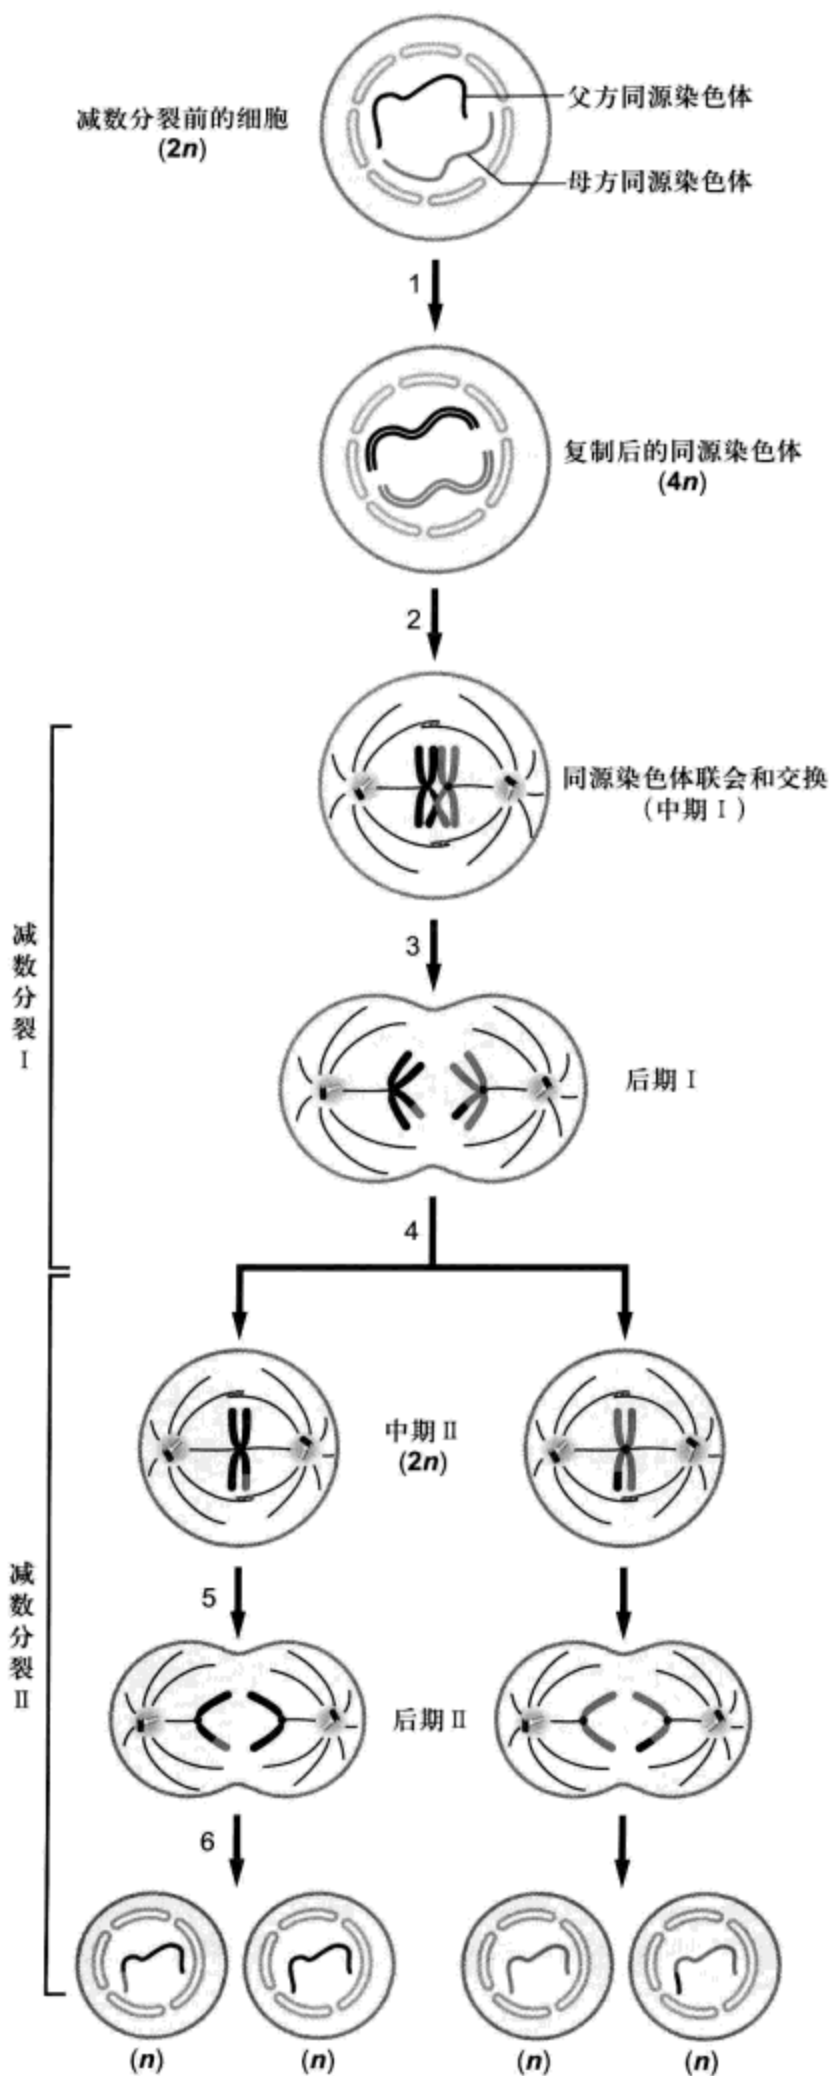 减数分裂前的细胞
(2n)
父方同源染色体
母方同源染色体
1
复制后的同源染色体
(4n)
2
同源染色体联会和交换
(中期Ⅰ)
减数分裂Ⅰ
3
后期Ⅰ
4
中期Ⅱ
(2n)
减数分裂Ⅱ
5
后期Ⅱ
6
(n)
(n)
(n)
(n)